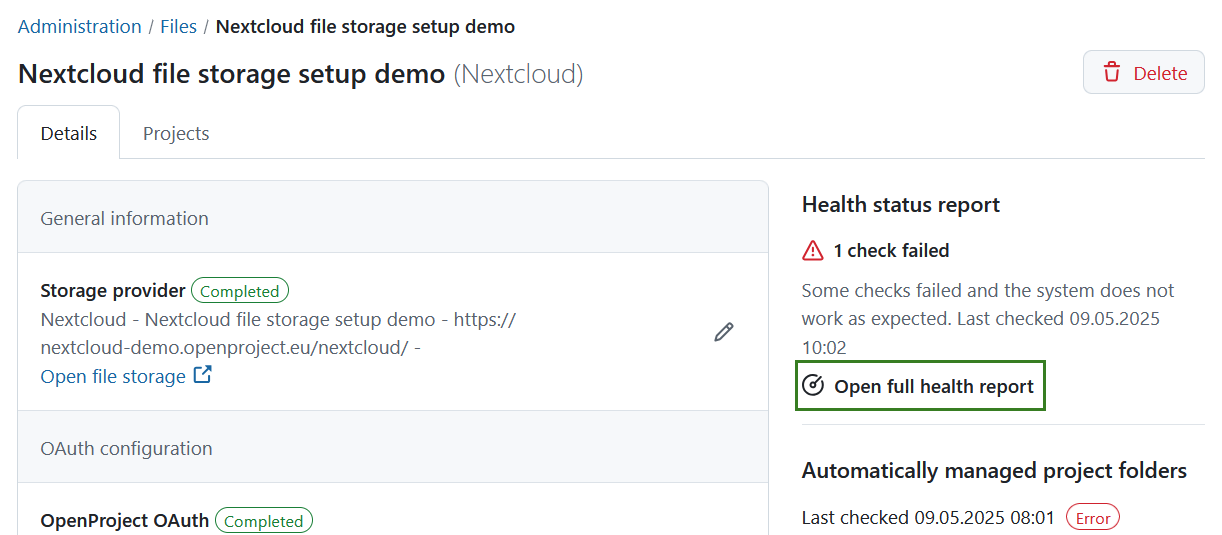 Administration / Files / Nextcloud file storage setup demo
Nextcloud file storage setup demo (Nextcloud)
Delete
Details
Projects
General information
Storage provider Completed
Nextcloud - Nextcloud file storage setup demo - https://
nextcloud-demo.openproject.eu/nextcloud/ -
Open file storage
OAuth configuration
OpenProject OAuth Completed
Health status report
1 check failed
Some checks failed and the system does not
work as expected. Last checked 09.05.2025
10:02
Open full health report
Automatically managed project folders
Last checked 09.05.2025 08:01 Error